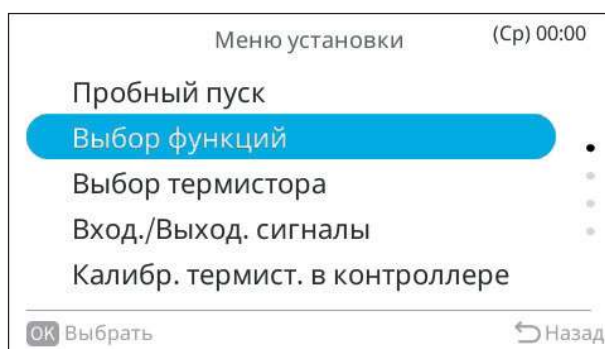 Меню установки (Ср) 00:00
Пробный пуск
Выбор функций
Выбор термистора
Вход./Выход. сигналы
Калибр. термист. в контроллере
OK Выбрать Назад